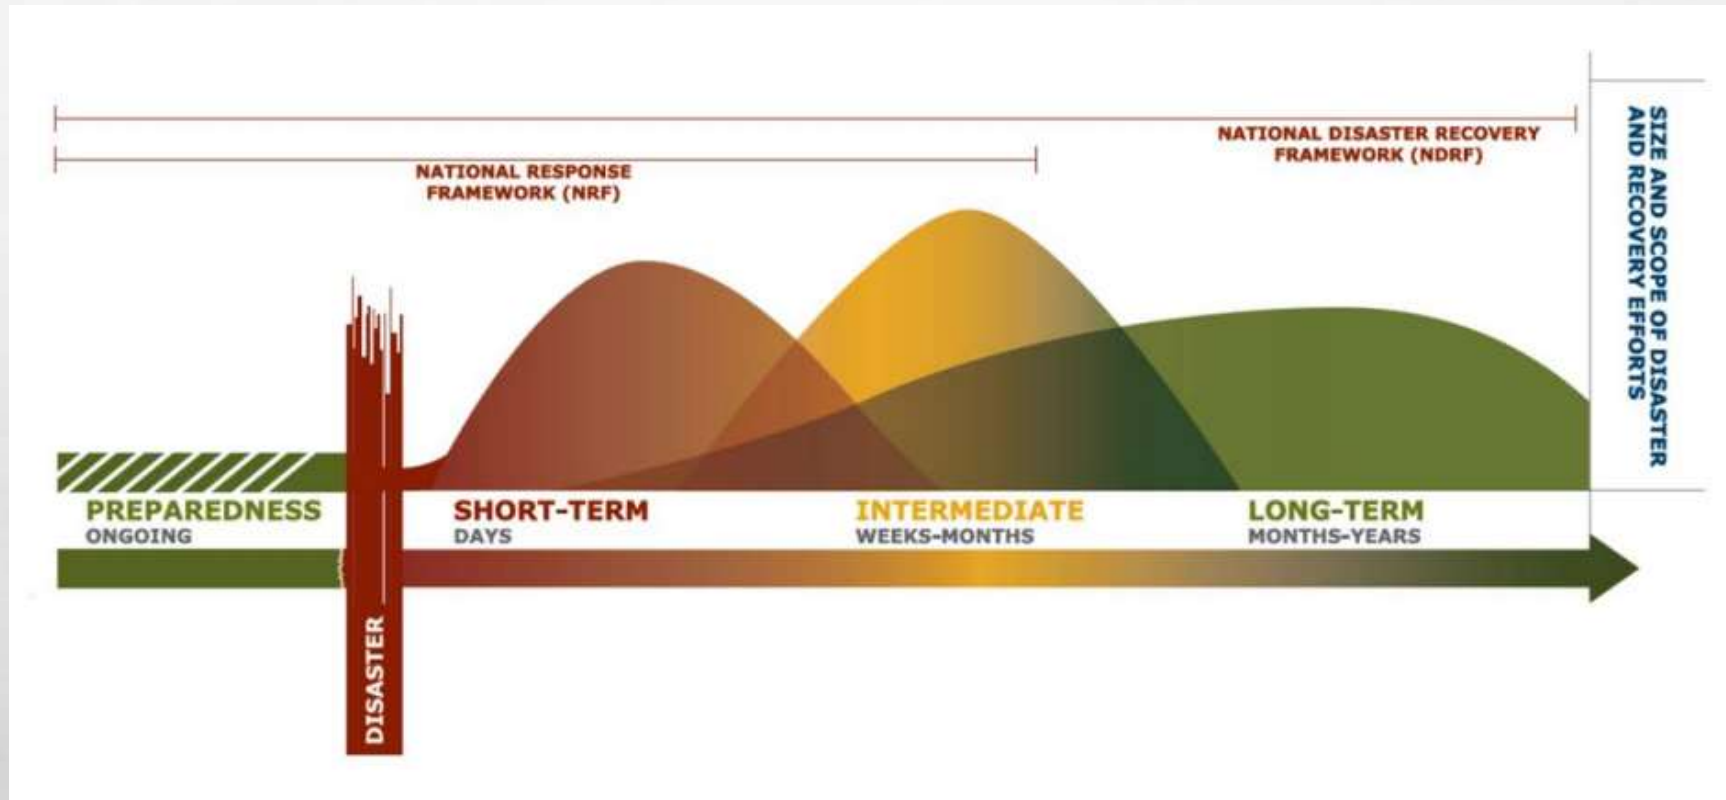 NATIONAL DISASTER RECOVERY
FRAMEWORK (NDRF)
NATIONAL RESPONSE
FRAMEWORK (NRF)
SIZE AND SCOPE OF DISASTER
AND RECOVERY EFFORTS
PREPAREDNESS
ONGOING
SHORT-TERM
DAYS
INTERMEDIATE
WEEKS-MONTHS
LONG-TERM
MONTHS-YEARS
DISASTER